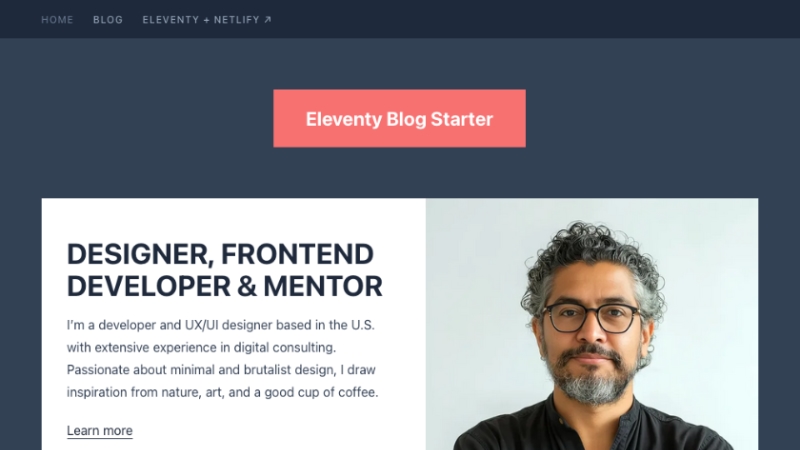 HOME BLOG ELEVENTY + NETLIFY ↗
Eleventy Blog Starter
DESIGNER, FRONTEND
DEVELOPER & MENTOR
I'm a developer and UX/UI designer based in the U.S.
with extensive experience in digital consulting.
Passionate about minimal and brutalist design, I draw
inspiration from nature, art, and a good cup of coffee.
Learn more